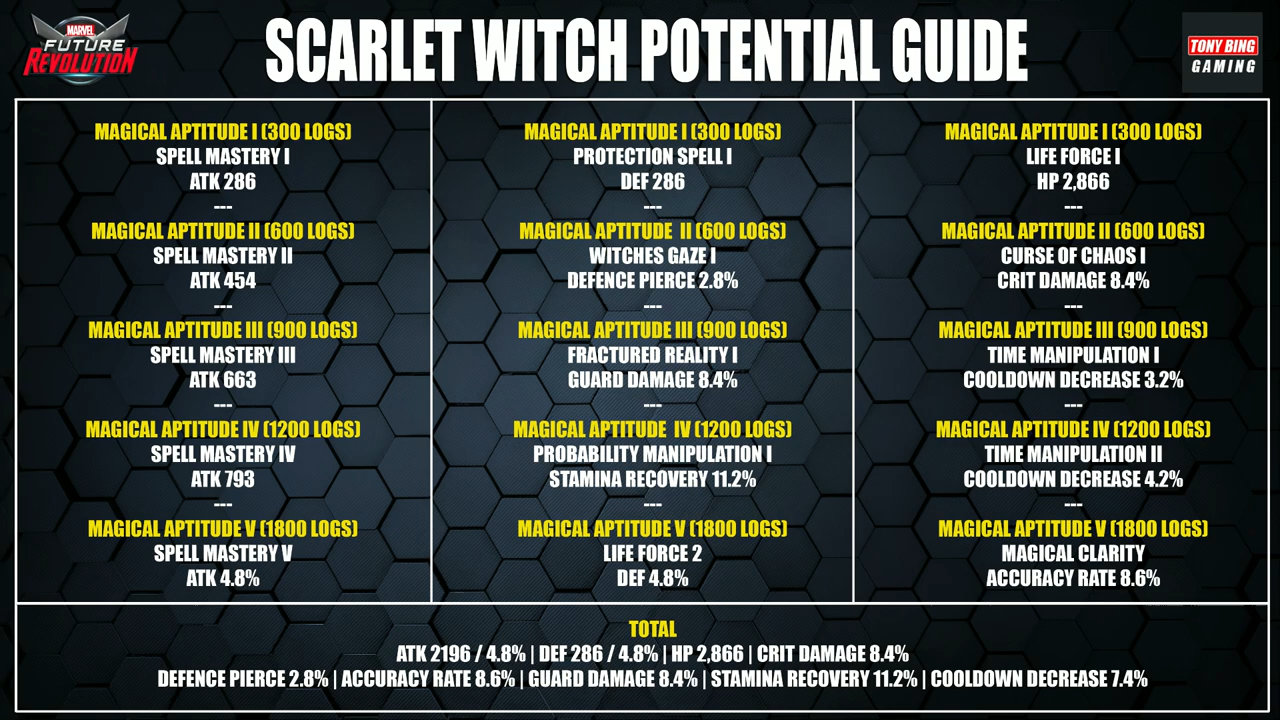 MARVEL
FUTURE
REVOLUTION
SCARLET WITCH POTENTIAL GUIDE
TONY BING
GAMING
MAGICAL APTITUDE I (300 LOGS)
SPELL MASTERY I
ATK 286
---
MAGICAL APTITUDE II (600 LOGS)
SPELL MASTERY II
ATK 454
---
MAGICAL APTITUDE III (900 LOGS)
SPELL MASTERY III
ATK 663
---
MAGICAL APTITUDE IV (1200 LOGS)
SPELL MASTERY IV
ATK 793
---
MAGICAL APTITUDE V (1800 LOGS)
SPELL MASTERY V
ATK 4.8%
MAGICAL APTITUDE I (300 LOGS)
PROTECTION SPELL I
DEF 286
---
MAGICAL APTITUDE II (600 LOGS)
WITCHES GAZE I
DEFENCE PIERCE 2.8%
---
MAGICAL APTITUDE III (900 LOGS)
FRACTURED REALITY I
GUARD DAMAGE 8.4%
---
MAGICAL APTITUDE IV (1200 LOGS)
PROBABILITY MANIPULATION I
STAMINA RECOVERY 11.2%
---
MAGICAL APTITUDE V (1800 LOGS)
LIFE FORCE 2
DEF 4.8%
MAGICAL APTITUDE I (300 LOGS)
LIFE FORCE I
HP 2,866
---
MAGICAL APTITUDE II (600 LOGS)
CURSE OF CHAOS I
CRIT DAMAGE 8.4%
---
MAGICAL APTITUDE III (900 LOGS)
TIME MANIPULATION I
COOLDOWN DECREASE 3.2%
---
MAGICAL APTITUDE IV (1200 LOGS)
TIME MANIPULATION II
COOLDOWN DECREASE 4.2%
---
MAGICAL APTITUDE V (1800 LOGS)
MAGICAL CLARITY
ACCURACY RATE 8.6%
TOTAL
ATK 2196 / 4.8% | DEF 286 / 4.8% | HP 2,866 | CRIT DAMAGE 8.4%
DEFENCE PIERCE 2.8% | ACCURACY RATE 8.6% | GUARD DAMAGE 8.4% | STAMINA RECOVERY 11.2% | COOLDOWN DECREASE 7.4%